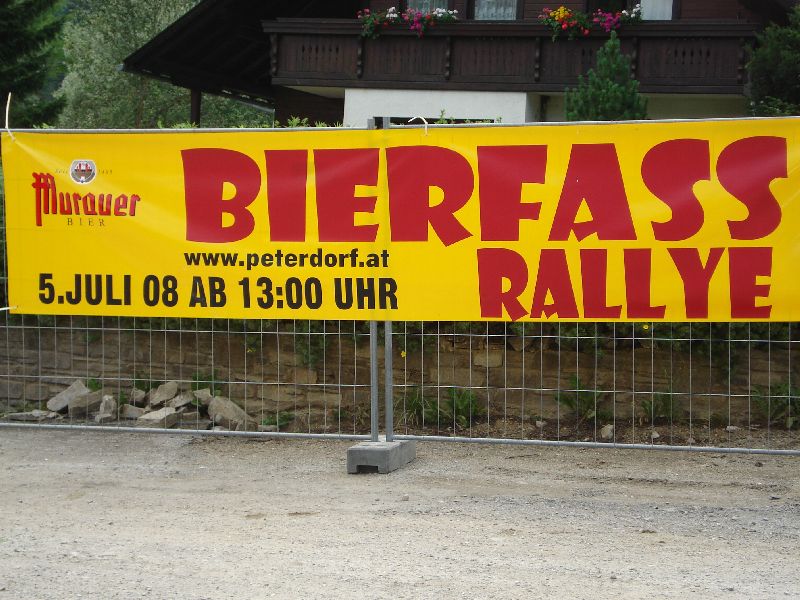 Murauer
BIER
BIERFASS
RALLYE
www.peterdorf.at
5.JULI 08 AB 13:00 UHR